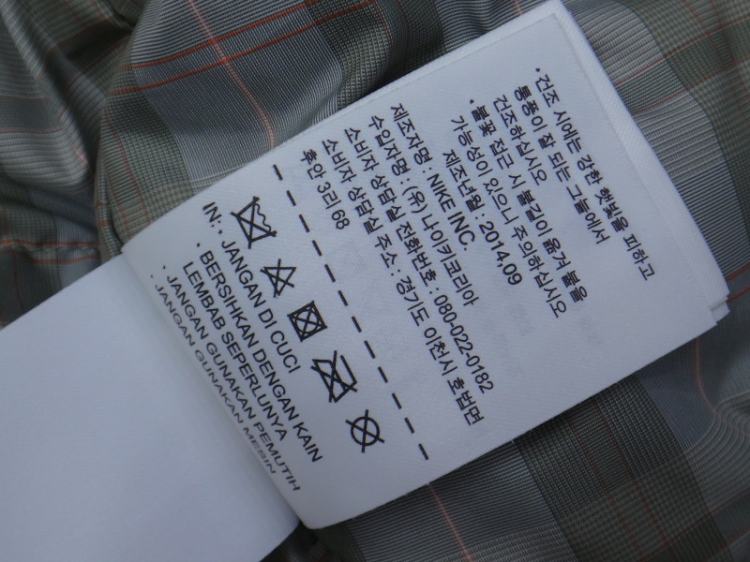 · 건조 시에는 강한 햇빛을 피하고
통풍이 잘 되는 그늘에서
건조하십시오
· 불꽃 접근 시 불길이 옮겨 붙을
가능성이 있으니 주의하십시오
제조년월 : 2014.09
제조자명 : NIKE INC.
수입자명 : (유) 나이키코리아
소비자 상담실 전화번호 : 080-022-0182
소비자 상담실 주소 : 경기도 이천시 호법면
후안 3리 68
IN: · JANGAN DI CUCI
· BERSIHKAN DENGAN KAIN
LEMBAB SEPERLUNYA
· JANGAN GUNAKAN PEMUTIH
· JANGAN GUNAKAN MESIN